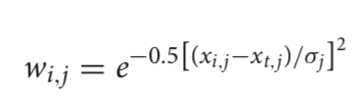 w_{i,j} = e^{-0.5[(x_{i,j}-x_{t,j})/σ_j]^2}